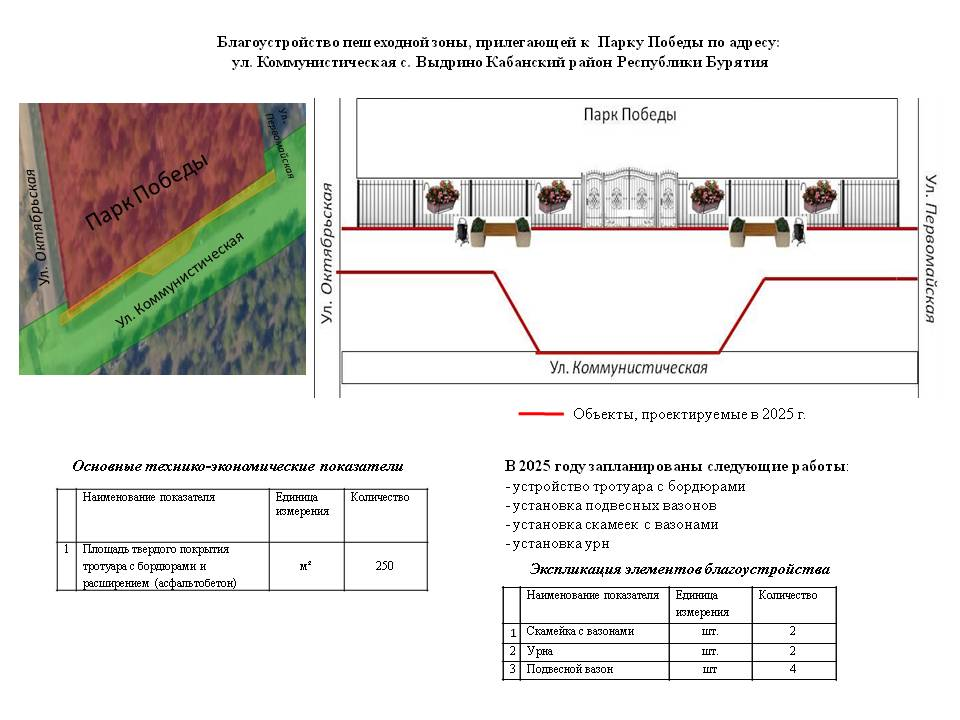 Благоустройство пешеходной зоны, прилегающей к Парку Победы по адресу:
ул. Коммунистическая с. Выдрино Кабанский район Республики Бурятия
Ул. Октябрьская
Парк Победы
Ул. Первомайская
Ул. Коммунистическая
Парк Победы
Ул. Октябрьская
Ул. Первомайская
Ул. Коммунистическая
Объекты, проектируемые в 2025 г.
Основные технико-экономические показатели
Наименование показателя Единица измерения Количество
1 Площадь твердого покрытия
тротуара с бордюрами и
расширением (асфальтобетон) м² 250
В 2025 году запланированы следующие работы:
- устройство тротуара с бордюрами
- установка подвесных вазонов
- установка скамеек с вазонами
- установка урн
Экспликация элементов благоустройства
Наименование показателя Единица измерения Количество
1 Скамейка с вазонами шт. 2
2 Урна шт. 2
3 Подвесной вазон шт 4